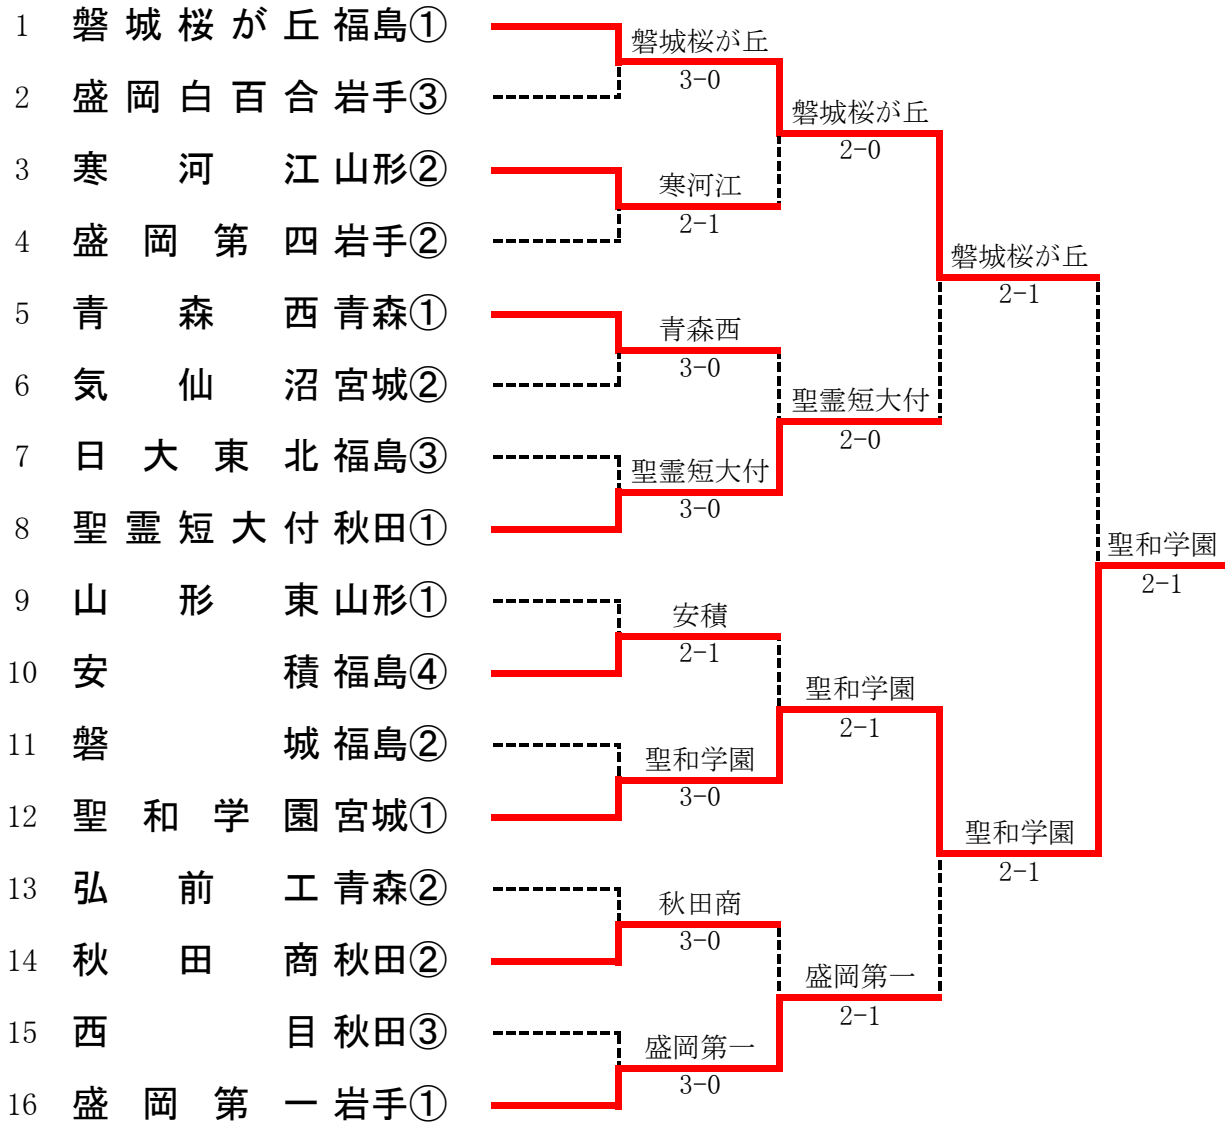 1 磐城桜が丘 福島①
2 盛岡白百合 岩手③
3 寒河江 山形②
4 盛岡第四 岩手②
5 青森西 青森①
6 気仙沼 宮城②
7 日大東北 福島③
8 聖霊短大付 秋田①
9 山形東 山形①
10 安積 福島④
11 磐城 福島②
12 聖和学園 宮城①
13 弘前工 青森②
14 秋田商 秋田②
15 西目 秋田③
16 盛岡第一 岩手①
磐城桜が丘
3-0
寒河江
2-1
青森西
3-0
聖霊短大付
3-0
安積
2-1
聖和学園
3-0
秋田商
3-0
盛岡第一
3-0
磐城桜が丘
2-0
聖霊短大付
2-0
聖和学園
2-1
盛岡第一
2-1
磐城桜が丘
2-1
聖和学園
2-1
聖和学園
2-1